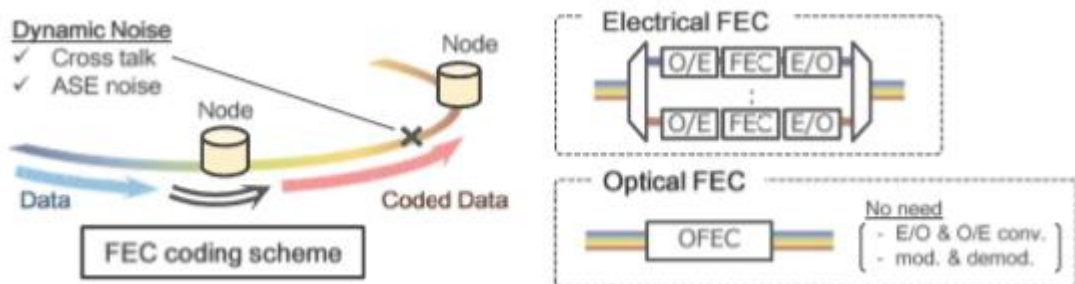 Dynamic Noise
✓ Cross talk
✓ ASE noise
Node
Node
Data
Coded Data
FEC coding scheme
Electrical FEC
O/E FEC E/O
O/E FEC E/O
Optical FEC
OFEC
No need
- E/O & O/E conv.
- mod. & demod.